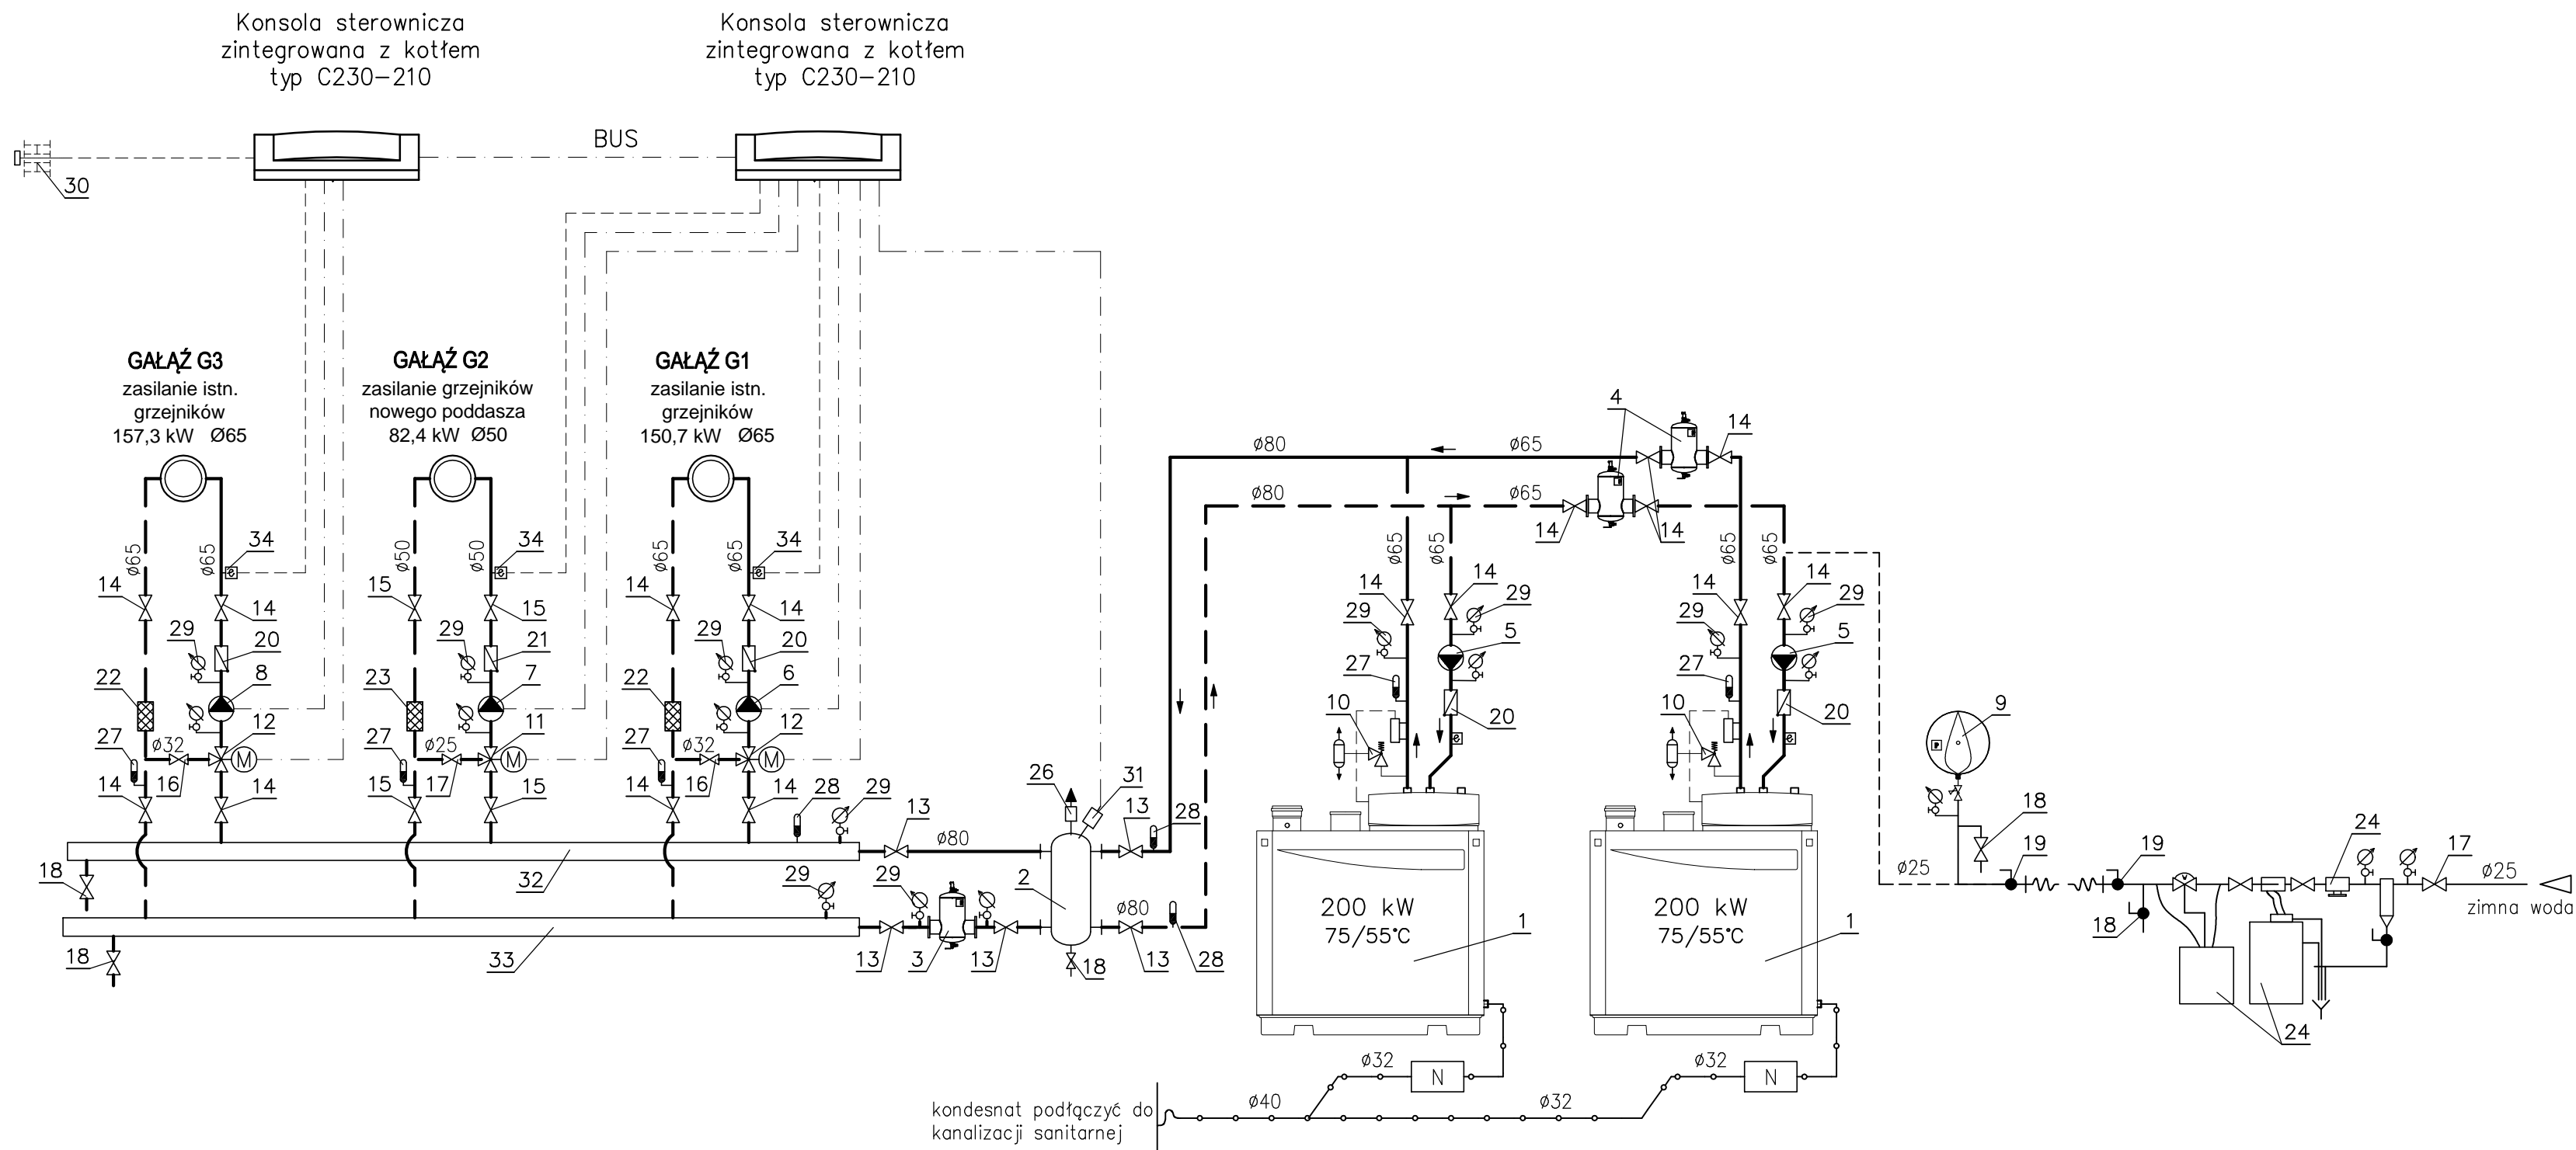 Konsola sterownicza
zintegrowana z kotłem
typ C230-210
Konsola sterownicza
zintegrowana z kotłem
typ C230-210
BUS
30
GAŁĄŹ G3
zasilanie istn.
grzejników
157,3 kW Ø65
GAŁĄŹ G2
zasilanie grzejników
nowego poddasza
82,4 kW Ø50
GAŁĄŹ G1
zasilanie istn.
grzejników
150,7 kW Ø65
ø65
ø65
34
14
14
29
20
22
8
12
27
ø32
16
14
14
M
ø50
ø50
34
15
15
29
21
23
7
11
27
ø25
17
15
15
M
ø65
ø65
34
14
14
29
20
22
6
12
27
ø32
16
14
14
M
28
29
13
ø80
18
32
29
29
18
33
13
3
13
26
31
2
18
13
28
ø80
13
28
ø80
ø65
4
14
ø80
ø65
14
14
ø65
ø65
14
14
29
29
5
27
10
20
ø65
ø65
14
14
29
29
5
27
10
20
200 kW
75/55°C
1
200 kW
75/55°C
1
9
18
19
ø25
19
18
24
17
ø25
zimna woda
24
ø32
N
ø32
N
ø40
ø32
kondesnat podłączyć do
kanalizacji sanitarnej